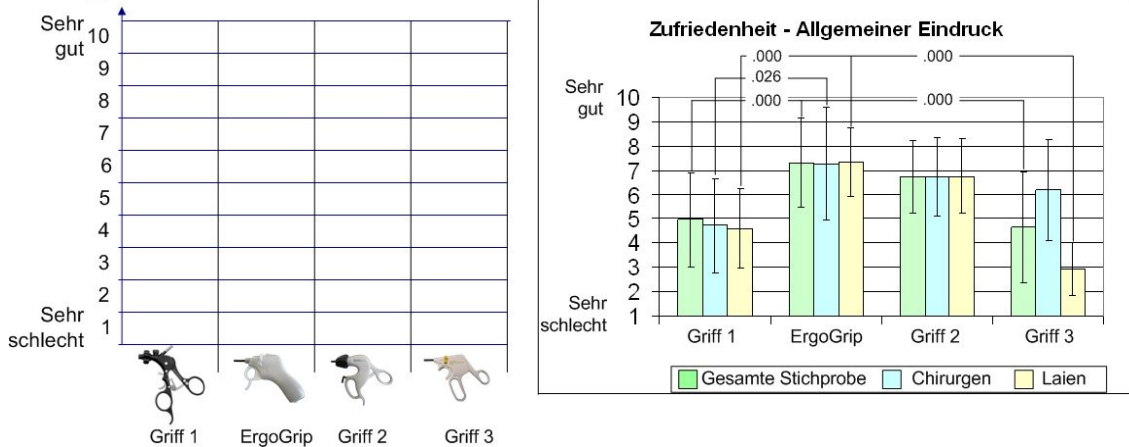 Sehr
gut
10
9
8
7
6
5
4
3
2
1
Sehr
schlecht
Griff 1 ErgoGrip Griff 2 Griff 3
Zufriedenheit - Allgemeiner Eindruck
.000 .000
.026
.000 .000
Sehr
gut
10
9
8
7
6
5
4
3
2
1
Sehr
schlecht
Griff 1 ErgoGrip Griff 2 Griff 3
Gesamte Stichprobe Chirurgen Laien